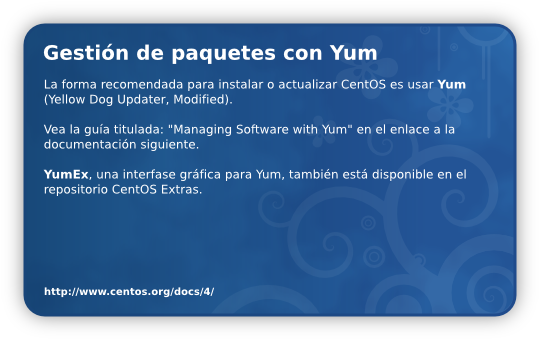 Gestión de paquetes con Yum
La forma recomendada para instalar o actualizar CentOS es usar Yum
(Yellow Dog Updater, Modified).
Vea la guía titulada: "Managing Software with Yum" en el enlace a la
documentación siguiente.
YumEx, una interfase gráfica para Yum, también está disponible en el
repositorio CentOS Extras.
http://www.centos.org/docs/4/